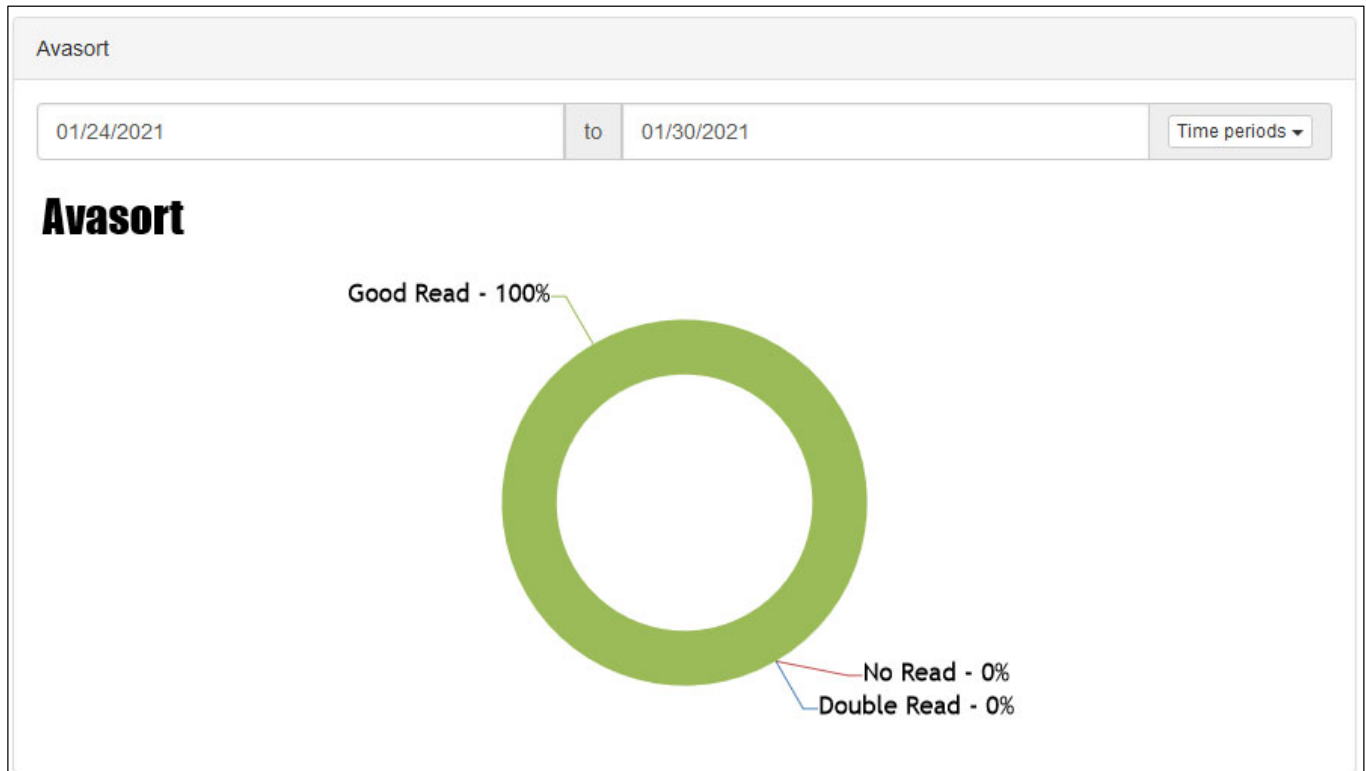 Avasort
01/24/2021 to 01/30/2021 Time periods
Avasort
Good Read - 100%
No Read - 0%
Double Read - 0%